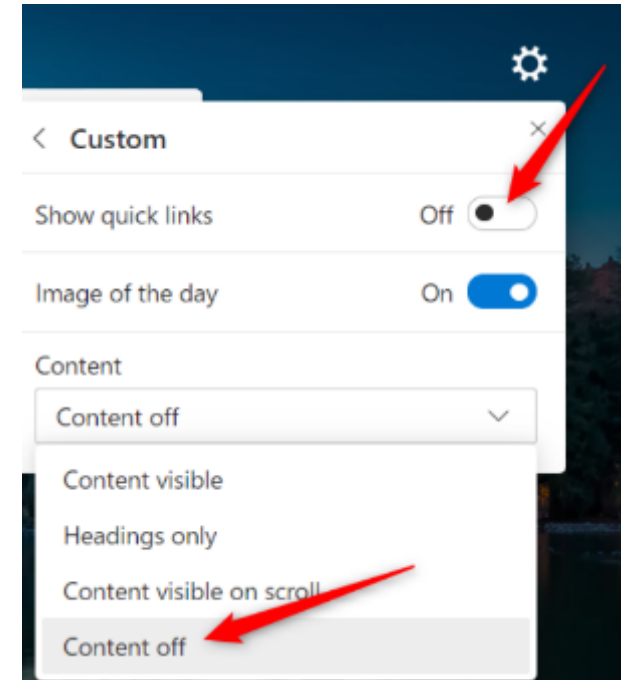 Custom
Show quick links Off
Image of the day On
Content
Content off
Content visible
Headings only
Content visible on scroll
Content off